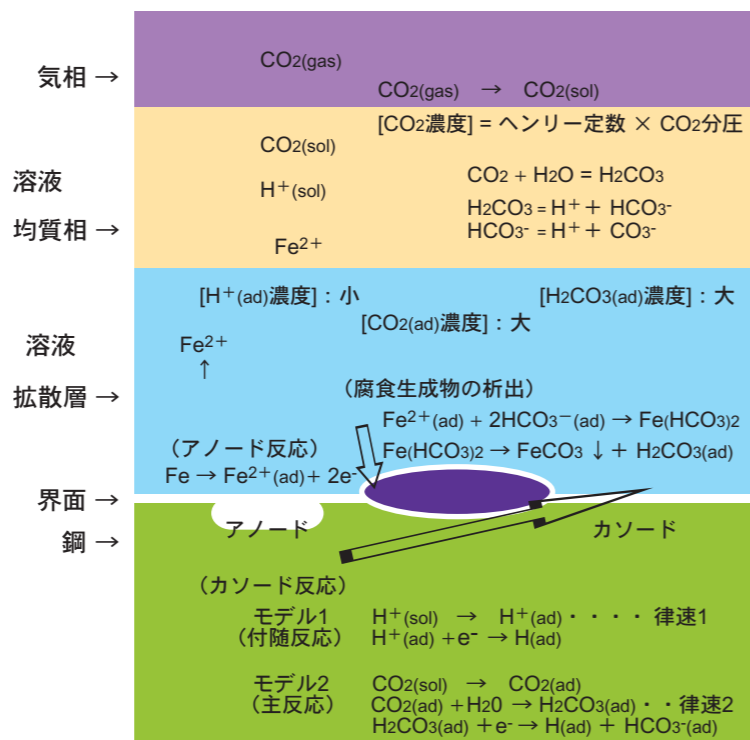 気相 →
CO2(gas)
CO2(gas) → CO2(sol)
[CO2濃度] = ヘンリー定数 × CO2分圧
溶液
均質相 →
CO2(sol)
H+(sol)
Fe2+
CO2 + H2O = H2CO3
H2CO3 = H+ + HCO3-
HCO3- = H+ + CO3-
溶液
拡散層 →
[H+(ad)濃度]:小
[H2CO3(ad)濃度]:大
[CO2(ad)濃度]:大
Fe2+
↑
(腐食生成物の析出)
Fe2+(ad) + 2HCO3−(ad) → Fe(HCO3)2
Fe(HCO3)2 → FeCO3 ↓ + H2CO3(ad)
(アノード反応)
Fe → Fe2+(ad) + 2e-
界面 →
鋼 →
アノード
カソード
(カソード反応)
モデル1 H+(sol) → H+(ad)・・・・ 律速1
(付随反応) H+(ad) + e- → H(ad)
モデル2 CO2(sol) → CO2(ad)
(主反応) CO2(ad) + H20 → H2CO3(ad)・・律速2
H2CO3(ad) + e- → H(ad) + HCO3-(ad)